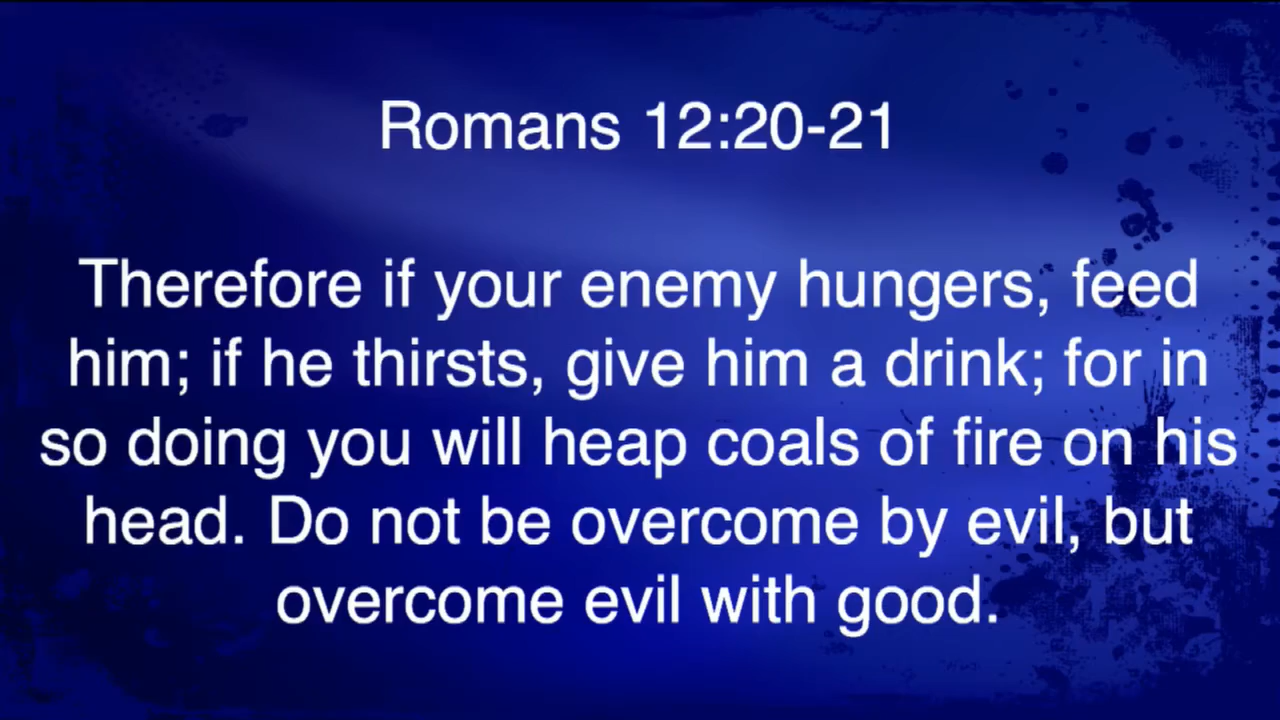 Romans 12:20-21
Therefore if your enemy hungers, feed
him; if he thirsts, give him a drink; for in
so doing you will heap coals of fire on his
head. Do not be overcome by evil, but
overcome evil with good.